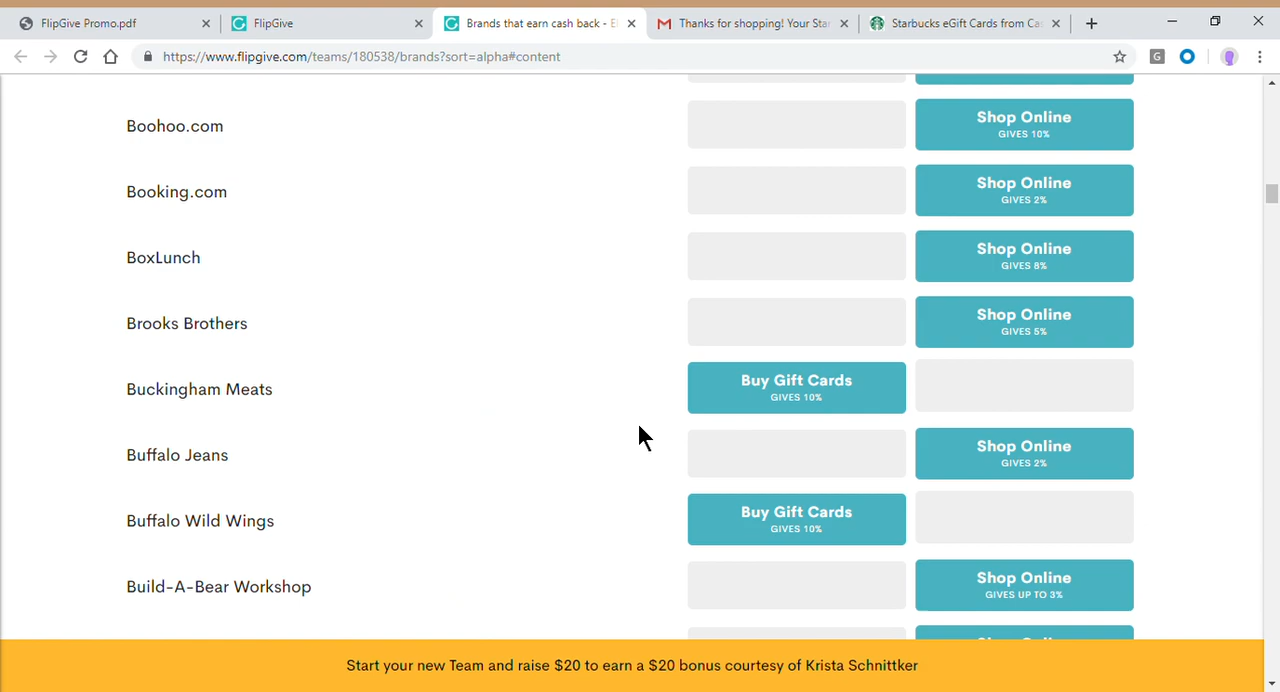 FlipGive Promo.pdf
FlipGive
Brands that earn cash back - E
Thanks for shopping! Your Star
Starbucks eGift Cards from Ca
https://www.flipgive.com/teams/180538/brands?sort=alpha#content
G
Boohoo.com
Shop Online
GIVES 10%
Booking.com
Shop Online
GIVES 2%
BoxLunch
Shop Online
GIVES 8%
Brooks Brothers
Shop Online
GIVES 5%
Buckingham Meats
Buy Gift Cards
GIVES 10%
Buffalo Jeans
Shop Online
GIVES 2%
Buffalo Wild Wings
Buy Gift Cards
GIVES 10%
Build-A-Bear Workshop
Shop Online
GIVES UP TO 3%
Start your new Team and raise $20 to earn a $20 bonus courtesy of Krista Schnittker